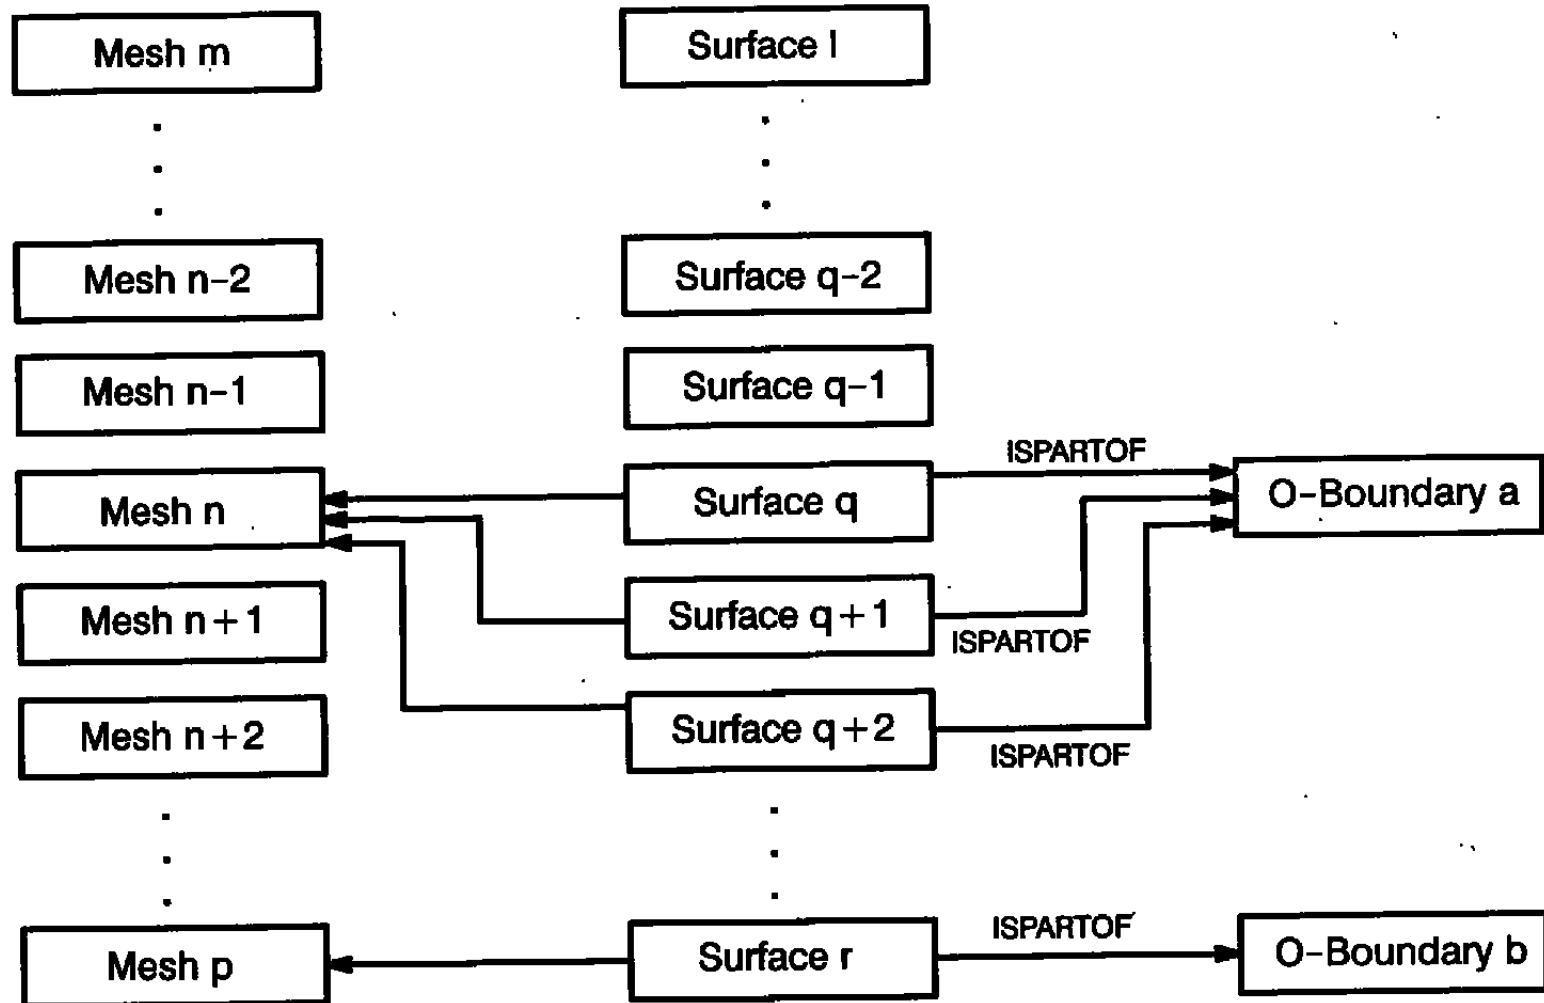 Mesh m
Surface l
Mesh n-2
Surface q-2
Mesh n-1
Surface q-1
ISPARTOF
Mesh n
Surface q
O-Boundary a
Mesh n+1
Surface q+1
ISPARTOF
Mesh n+2
Surface q+2
ISPARTOF
Mesh p
Surface r
ISPARTOF
O-Boundary b